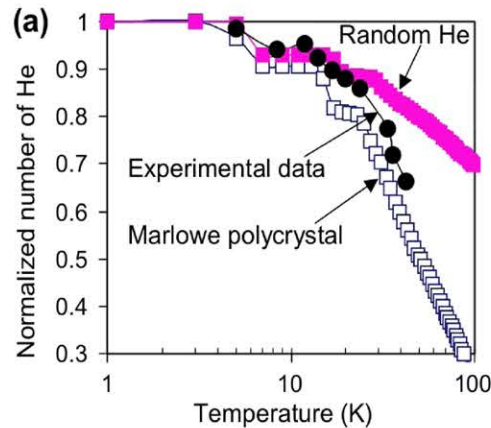 (a)
Normalized number of He
1
0.9
0.8
0.7
0.6
0.5
0.4
0.3
Random He
Experimental data
Marlowe polycrystal
1
10
100
Temperature (K)